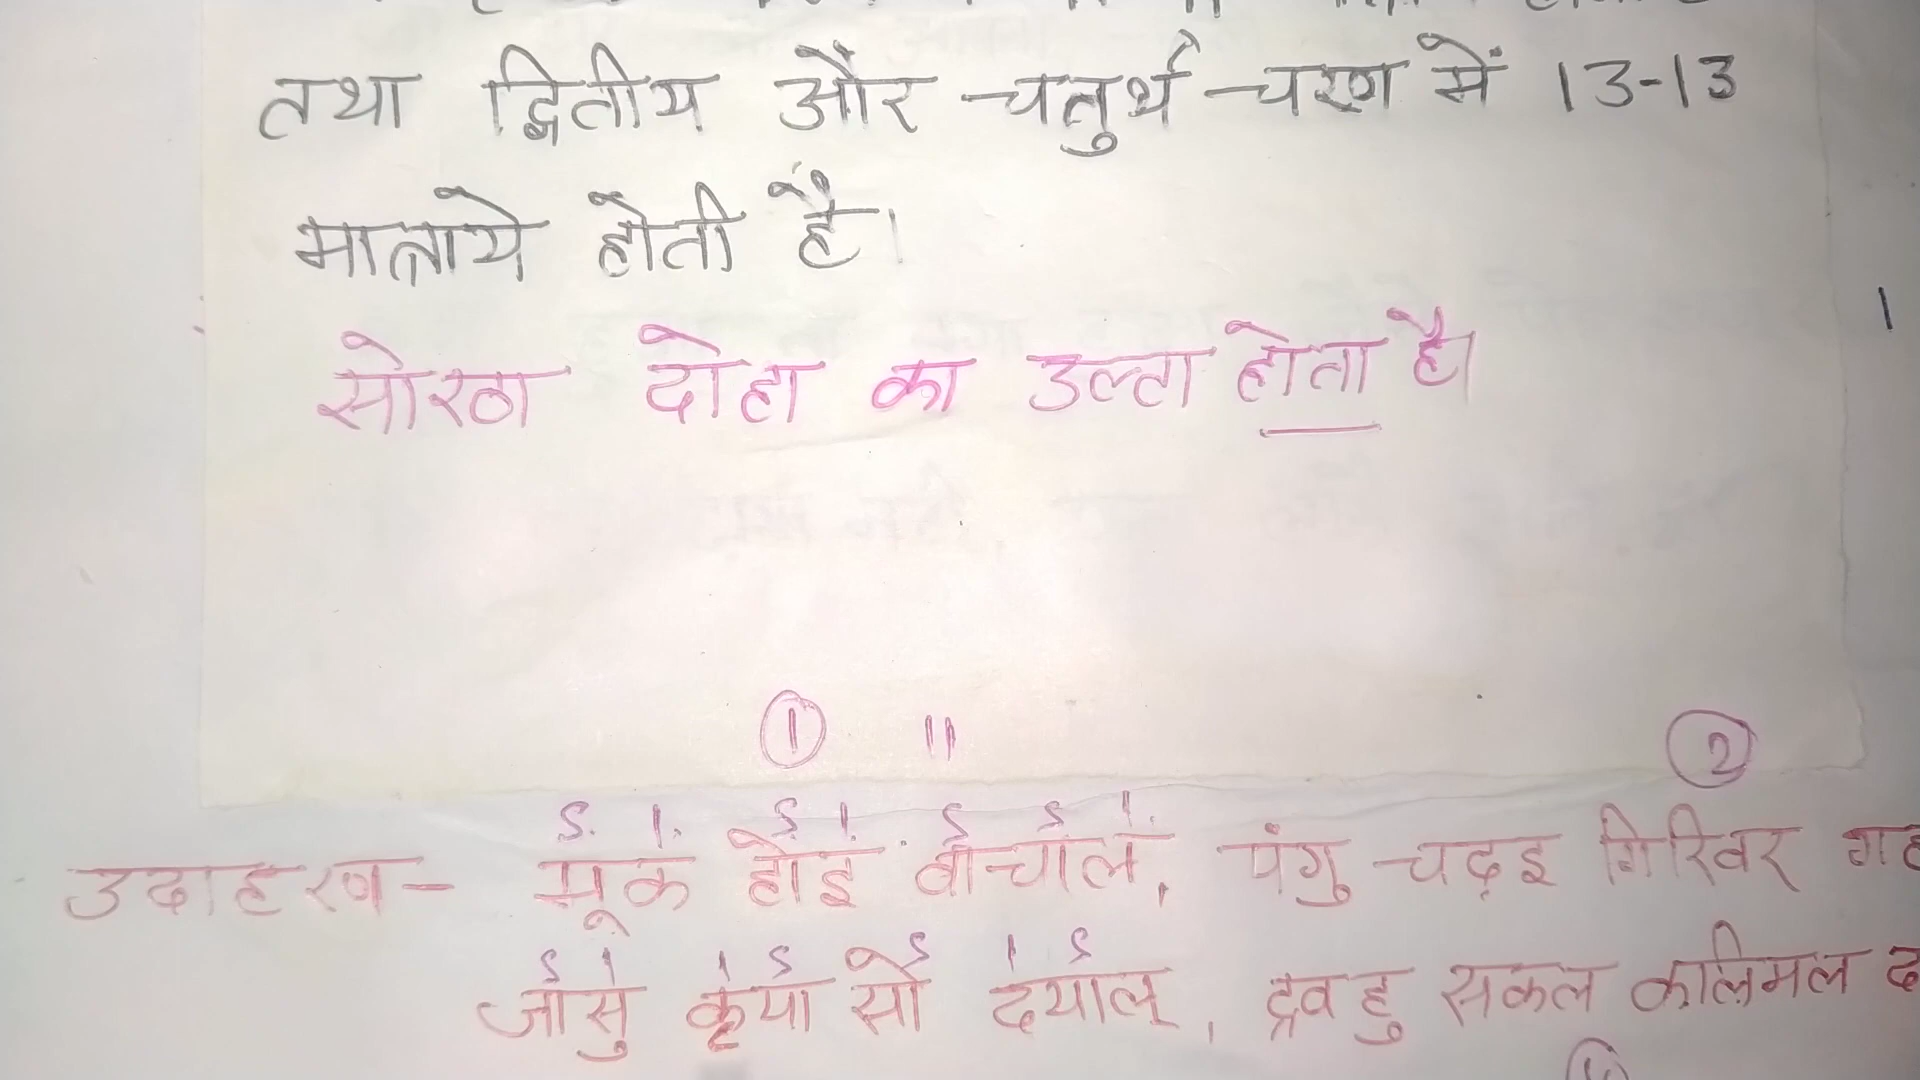 तथा द्वितीय और चतुर्थ चरण में 13-13
मात्राये होती है।
सोरठा दोहा का उल्टा होता है।
1 11 2
S I S I S S I
उदाहरण - मूक होइ वाचाल, पंगु चढ़इ गिरिवर
S I I S S I S
जासु कृपा सो दयालु, द्रवहु सकल कलिमल